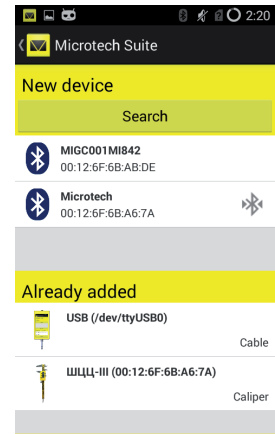 2:20
Microtech Suite
New device
Search
MIGC001MI842
00:12:6F:6B:AB:DE
Microtech
00:12:6F:6B:A6:7A
Already added
USB (/dev/ttyUSB0)
Cable
ШЦЦ-III (00:12:6F:6B:A6:7A)
Caliper